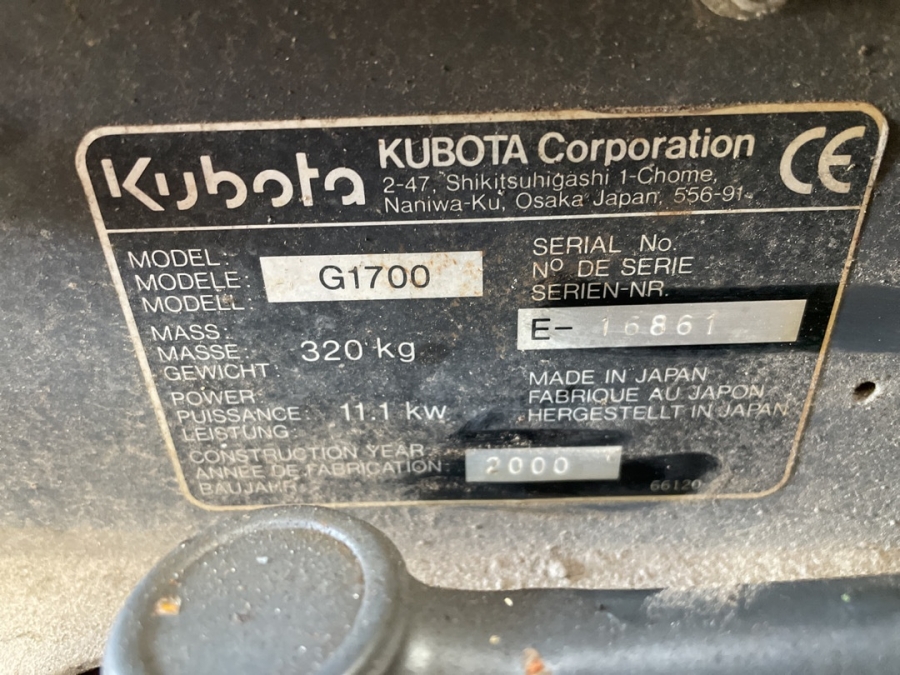 Kubota
KUBOTA Corporation
2-47, Shikitsuhigashi 1-Chome,
Naniwa-Ku, Osaka Japan, 556-91
CE
MODEL:
MODELE:
MODELL:
G1700
MASS:
MASSE:
GEWICHT:
320 kg
POWER:
PUISSANCE:
LEISTUNG:
11.1 kw
CONSTRUCTION YEAR:
ANNEE DE FABRICATION:
BAUJAHR:
2000
SERIAL No.
Nº DE SERIE
SERIEN-NR.
E- 16861
MADE IN JAPAN
FABRIQUE AU JAPON
HERGESTELLT IN JAPAN
66120